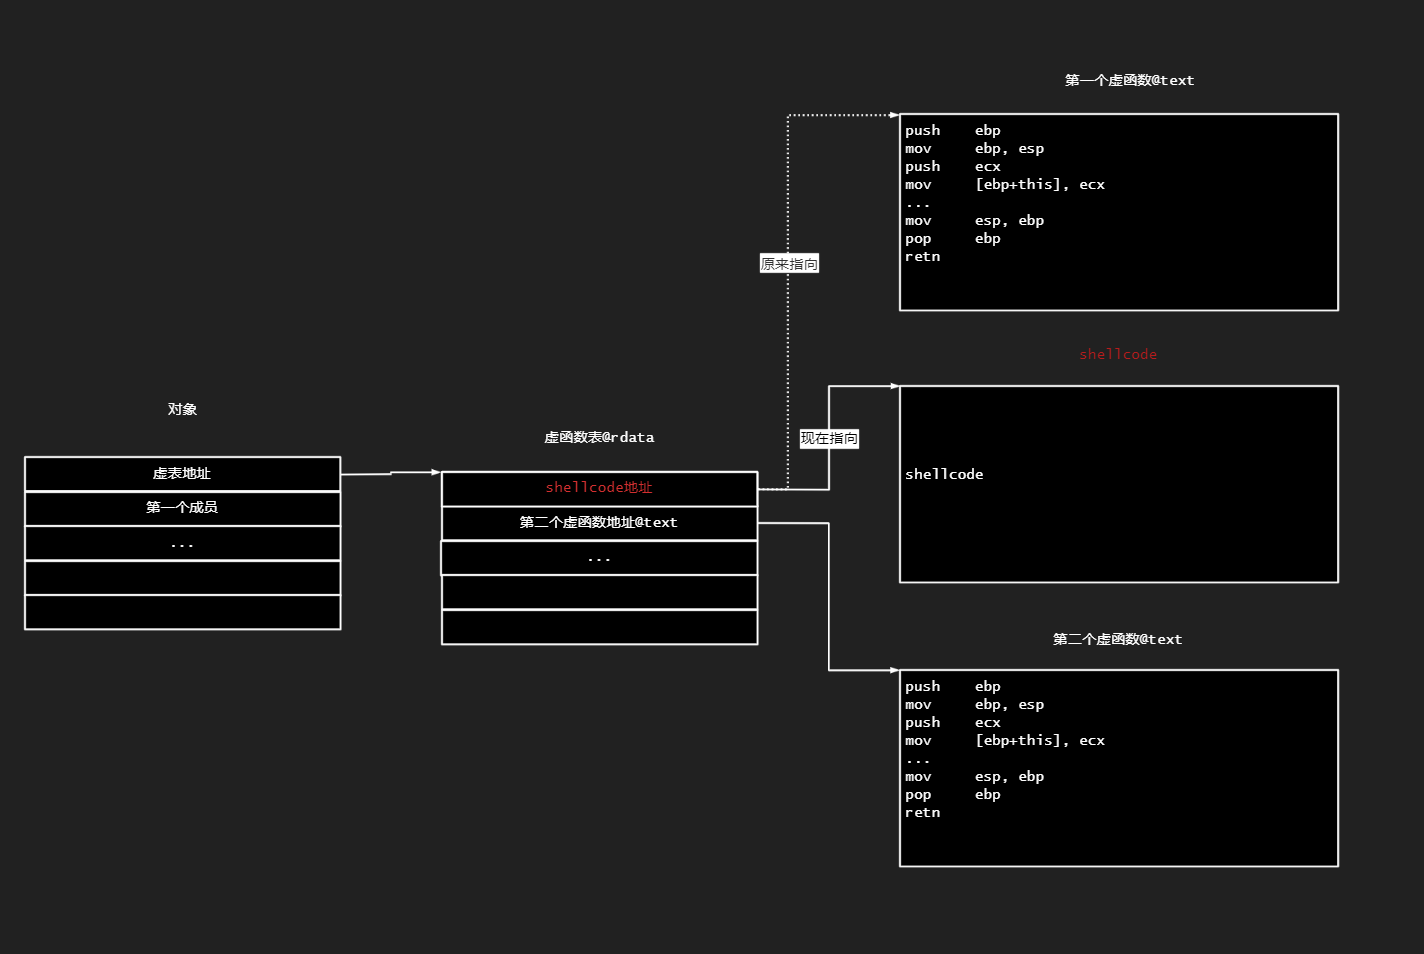 对象
虚表地址
第一个成员
...
虚函数表@rdata
shellcode地址
第二个虚函数地址@text
...
原来指向
现在指向
第一个虚函数@text
push ebp
mov ebp, esp
push ecx
mov [ebp+this], ecx
...
mov esp, ebp
pop ebp
retn
shellcode
shellcode
第二个虚函数@text
push ebp
mov ebp, esp
push ecx
mov [ebp+this], ecx
...
mov esp, ebp
pop ebp
retn